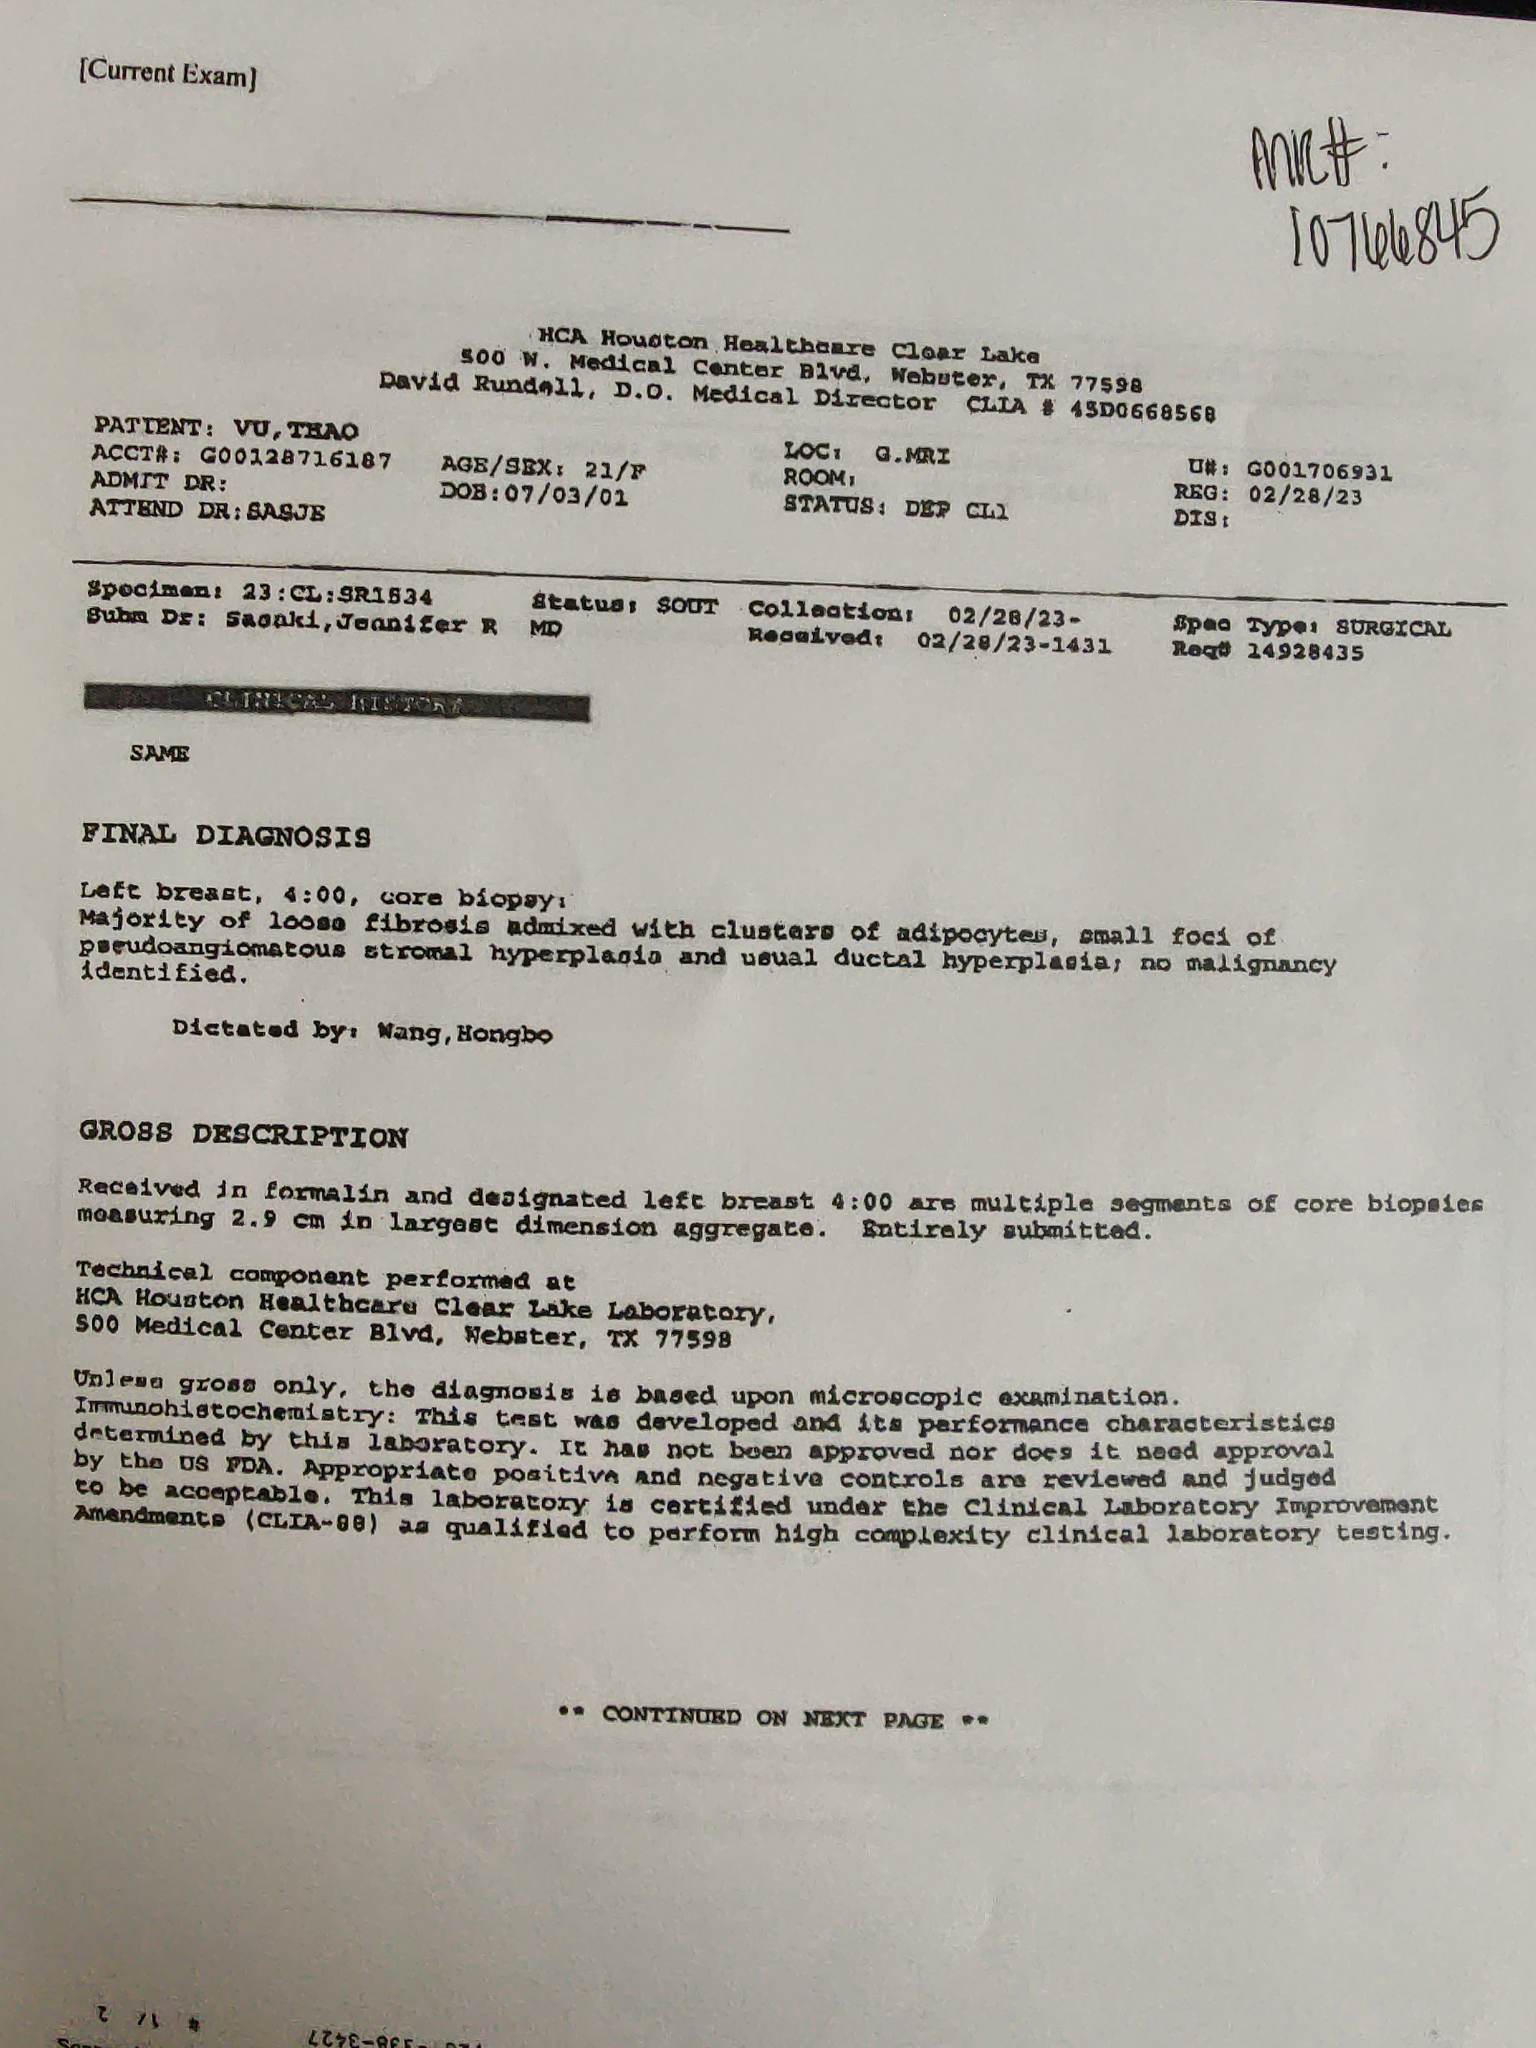 [Current Exam]
MR#:
10766845
HCA Houston Healthcare Clear Lake
500 W. Medical Center Blvd, Webster, TX 77598
David Rundell, D.O. Medical Director CLIA # 45D0668568
PATIENT: VU,THAO
ACCT#: G00128716187 AGE/SEX: 21/F LOC: G.MRI U#: G001706931
ADMIT DR: DOB:07/03/01 ROOM: REG: 02/28/23
ATTEND DR:SASJE STATUS: DEP CLI DIS:
Specimen: 23:CL:SR1534 Status: SOUT Collection: 02/28/23- Spec Type: SURGICAL
Subm Dr: Sasaki,Jennifer R MD Received: 02/28/23-1431 Req# 14928435
CLINICAL HISTORY
SAME
FINAL DIAGNOSIS
Left breast, 4:00, core biopsy:
Majority of loose fibrosis admixed with clusters of adipocytes, small foci of
pseudoangiomatous stromal hyperplasia and usual ductal hyperplasia; no malignancy
identified.
Dictated by: Wang,Hongbo
GROSS DESCRIPTION
Received in formalin and designated left breast 4:00 are multiple segments of core biopsies
measuring 2.9 cm in largest dimension aggregate. Entirely submitted.
Technical component performed at
HCA Houston Healthcare Clear Lake Laboratory,
500 Medical Center Blvd, Webster, TX 77598
Unless gross only, the diagnosis is based upon microscopic examination.
Immunohistochemistry: This test was developed and its performance characteristics
determined by this laboratory. It has not been approved nor does it need approval
by the US FDA. Appropriate positive and negative controls are reviewed and judged
to be acceptable. This laboratory is certified under the Clinical Laboratory Improvement
Amendments (CLIA-88) as qualified to perform high complexity clinical laboratory testing.
** CONTINUED ON NEXT PAGE **